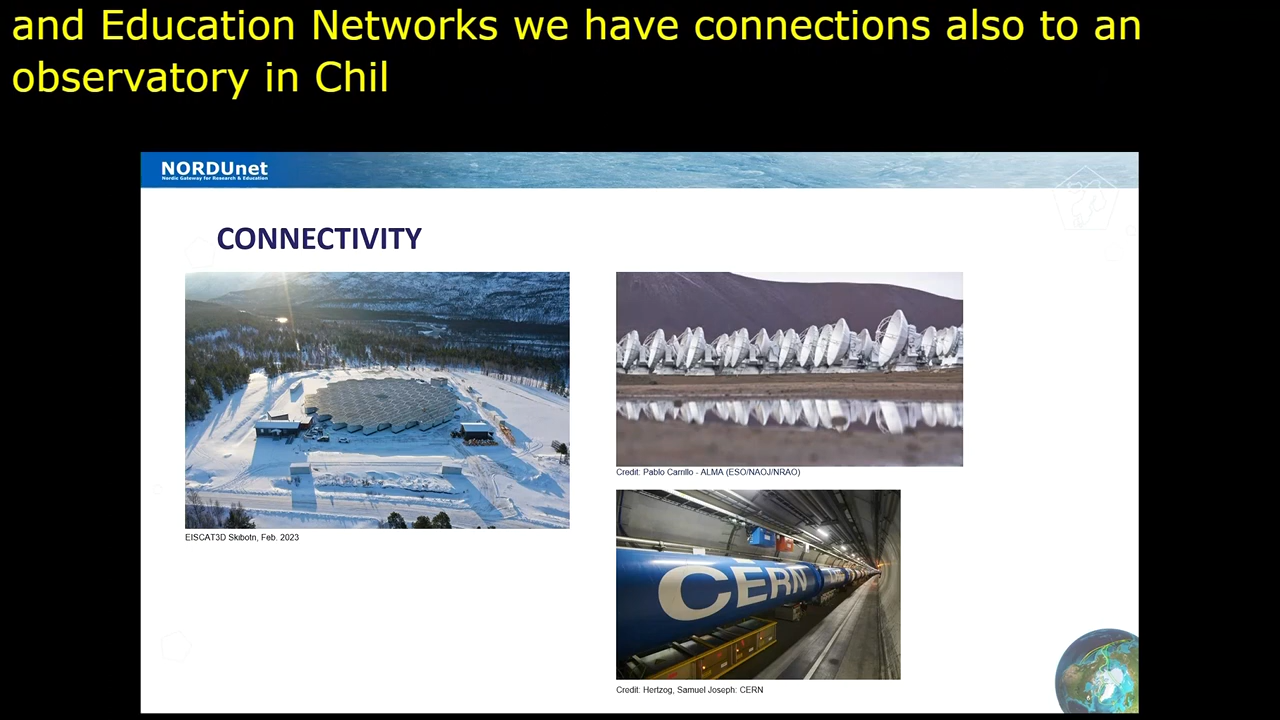 and Education Networks we have connections also to an
observatory in Chil
NORDUnet
Nordic Gateway for Research & Education
CONNECTIVITY
EISCAT3D Skibotn, Feb. 2023
Credit: Pablo Carrillo - ALMA (ESO/NAOJ/NRAO)
CERN
Credit: Hertzog, Samuel Joseph: CERN